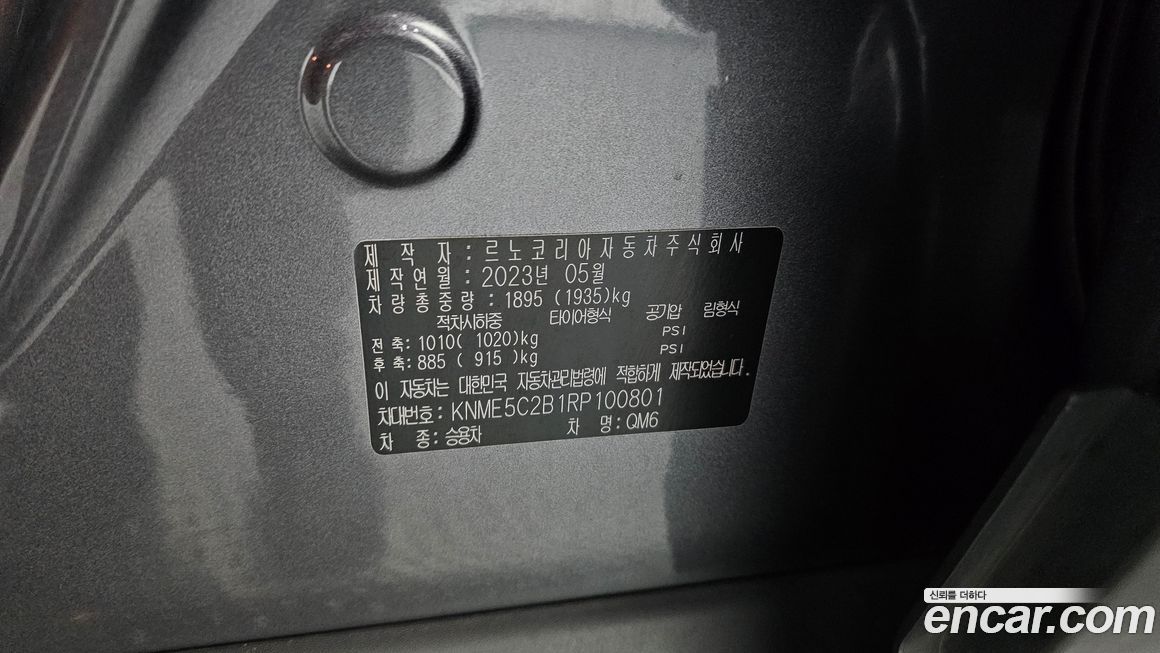 제 작 자 : 르노코리아자동차주식회사
제작연월 : 2023년 05월
차량총중량 : 1895 (1935)kg
적차시하중 타이어형식 공기압 림형식
전축: 1010( 1020)kg PSI
후축: 885 ( 915 )kg PSI
이 자동차는 대한민국 자동차관리법령에 적합하게 제작되었습니다.
차대번호: KNME5C2B1RP100801
차 종: 승용차 차 명: QM6
신뢰를 더하다
encar.com